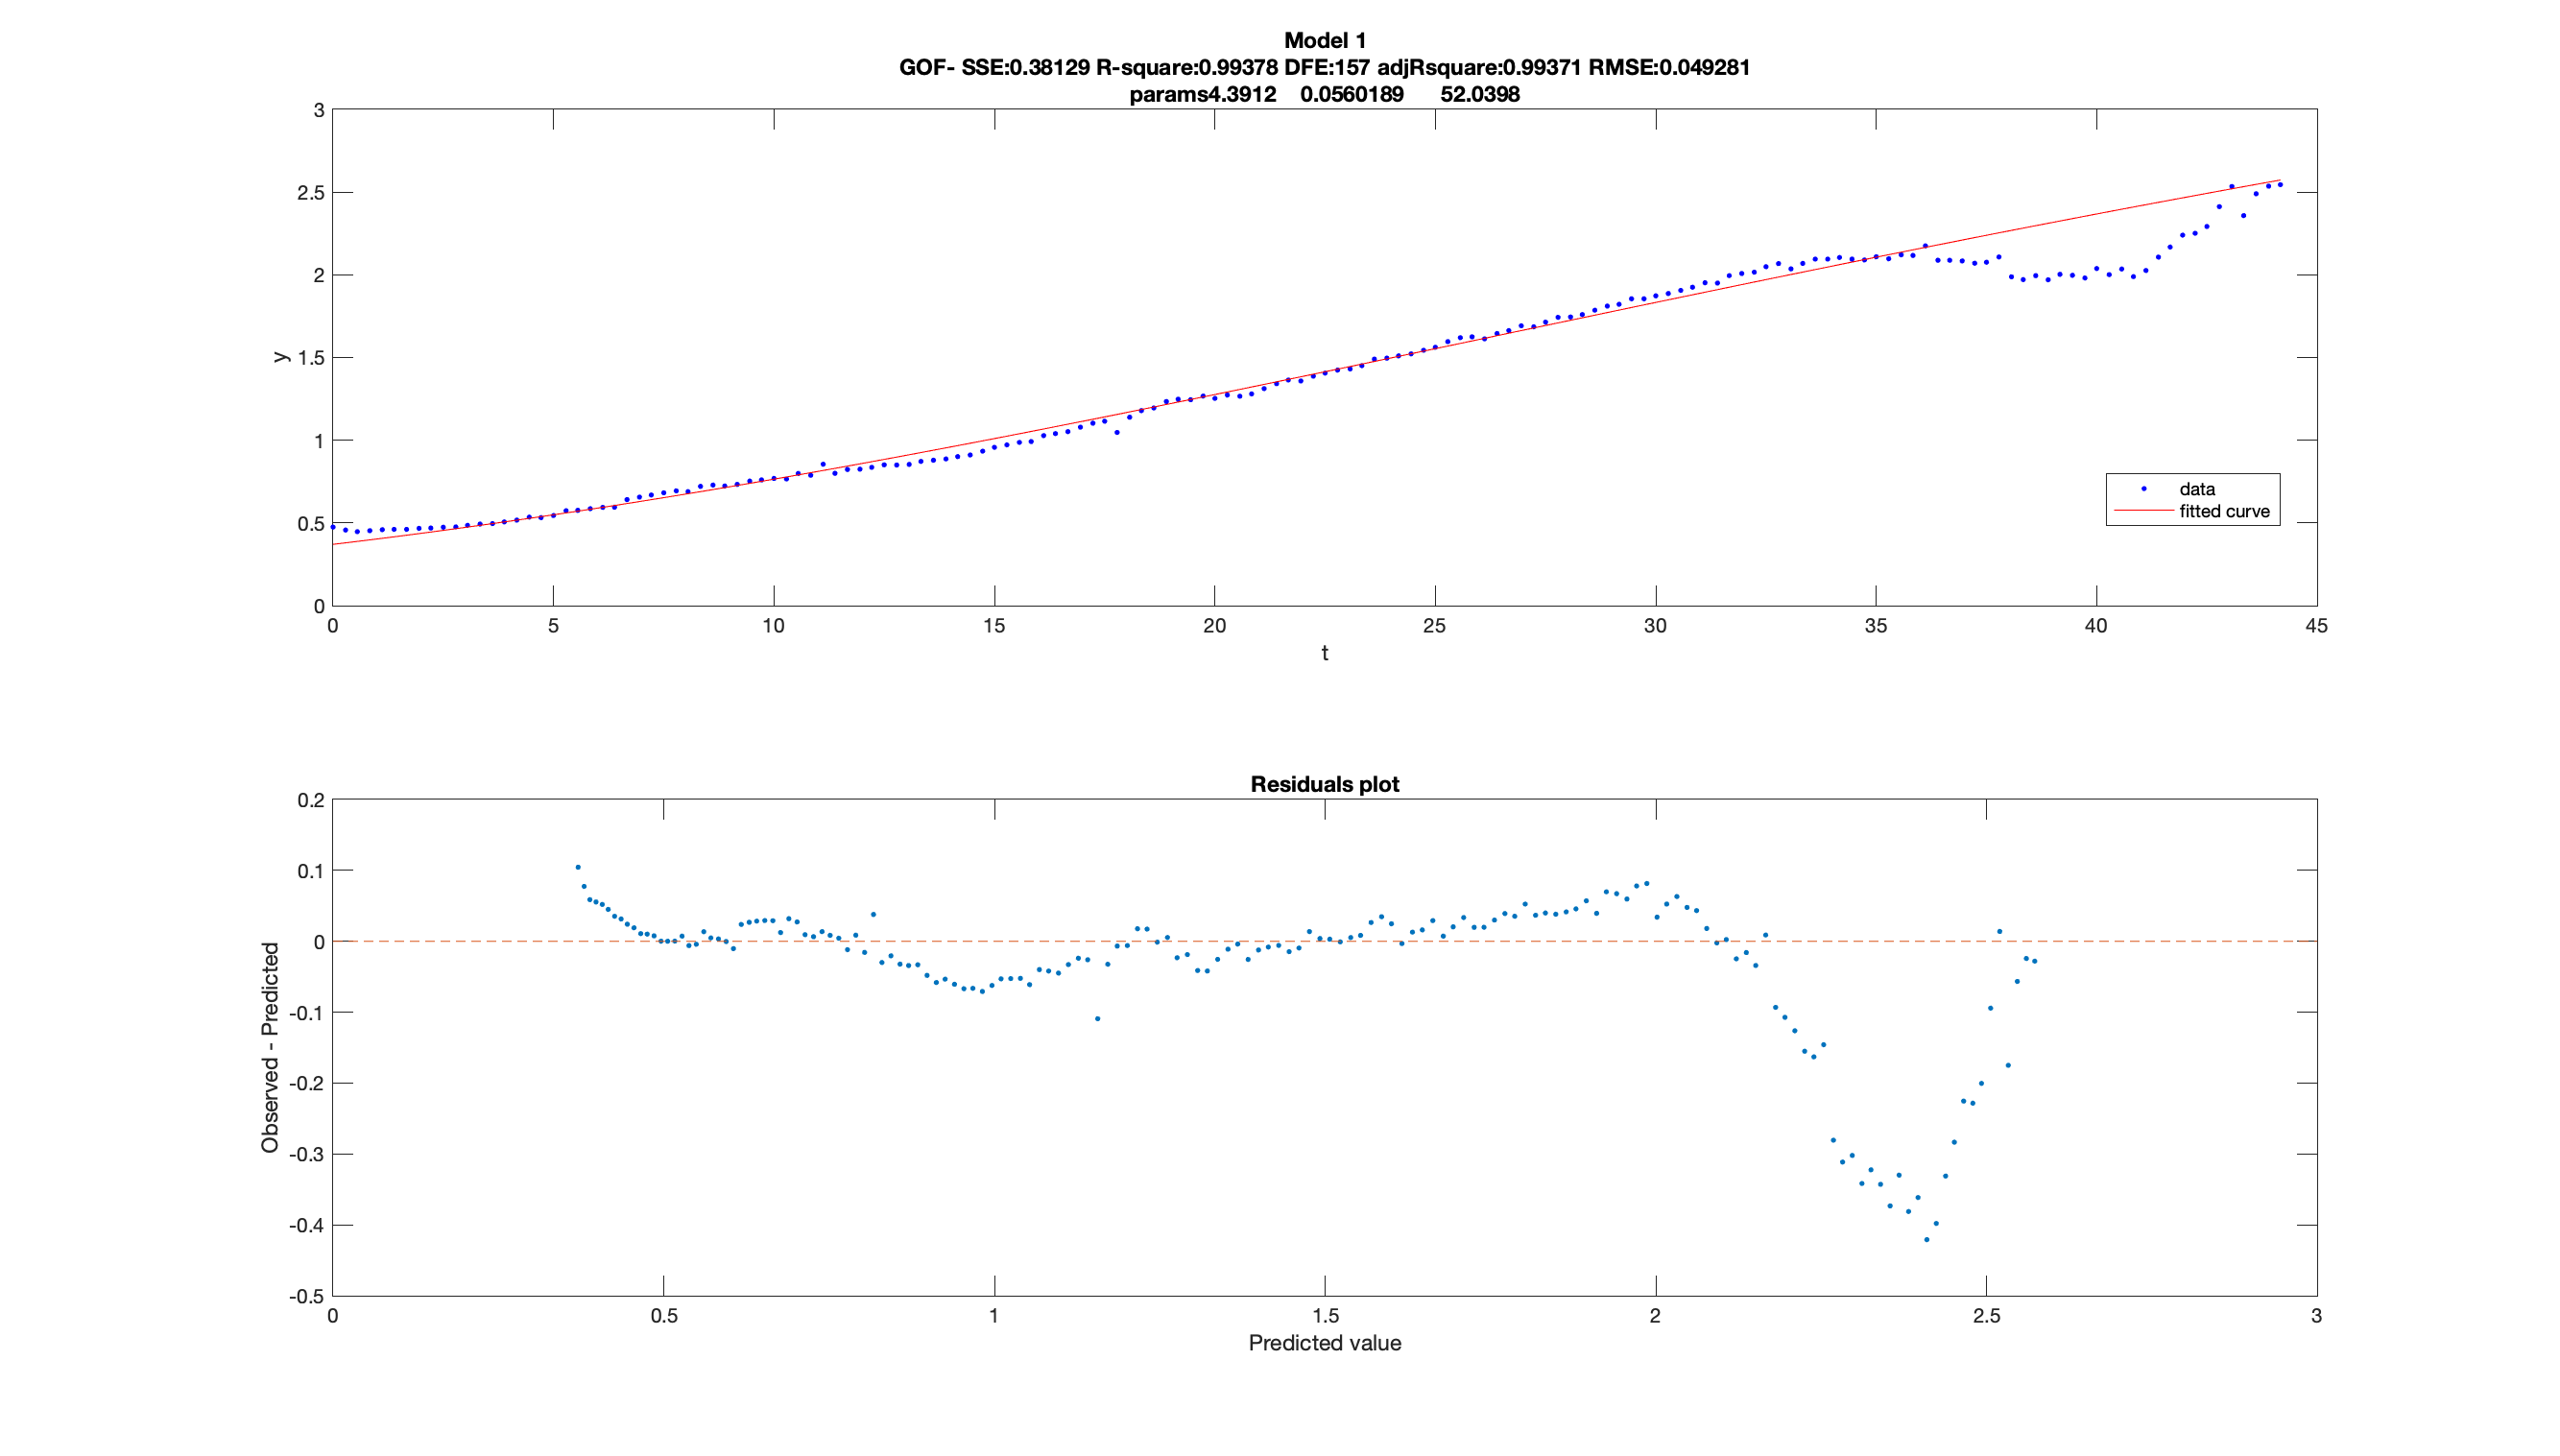 Model 1
GOF- SSE:0.38129 R-square:0.99378 DFE:157 adjRsquare:0.99371 RMSE:0.049281
params4.3912 0.0560189 52.0398
3
2.5
2
1.5
1
0.5
0
y
0 5 10 15 20 25 30 35 40 45
t
data
fitted curve
Residuals plot
0.2
0.1
0
-0.1
-0.2
-0.3
-0.4
-0.5
Observed - Predicted
0 0.5 1 1.5 2 2.5 3
Predicted value